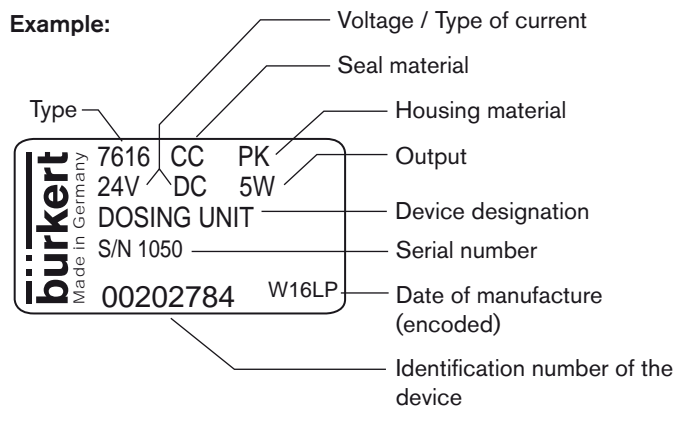 Example:
Voltage / Type of current
Seal material
Type
Housing material
Output
Device designation
Serial number
Date of manufacture
(encoded)
Identification number of the
device
burkert
Made in Germany
7616 CC PK
24V DC 5W
DOSING UNIT
S/N 1050
00202784 W16LP